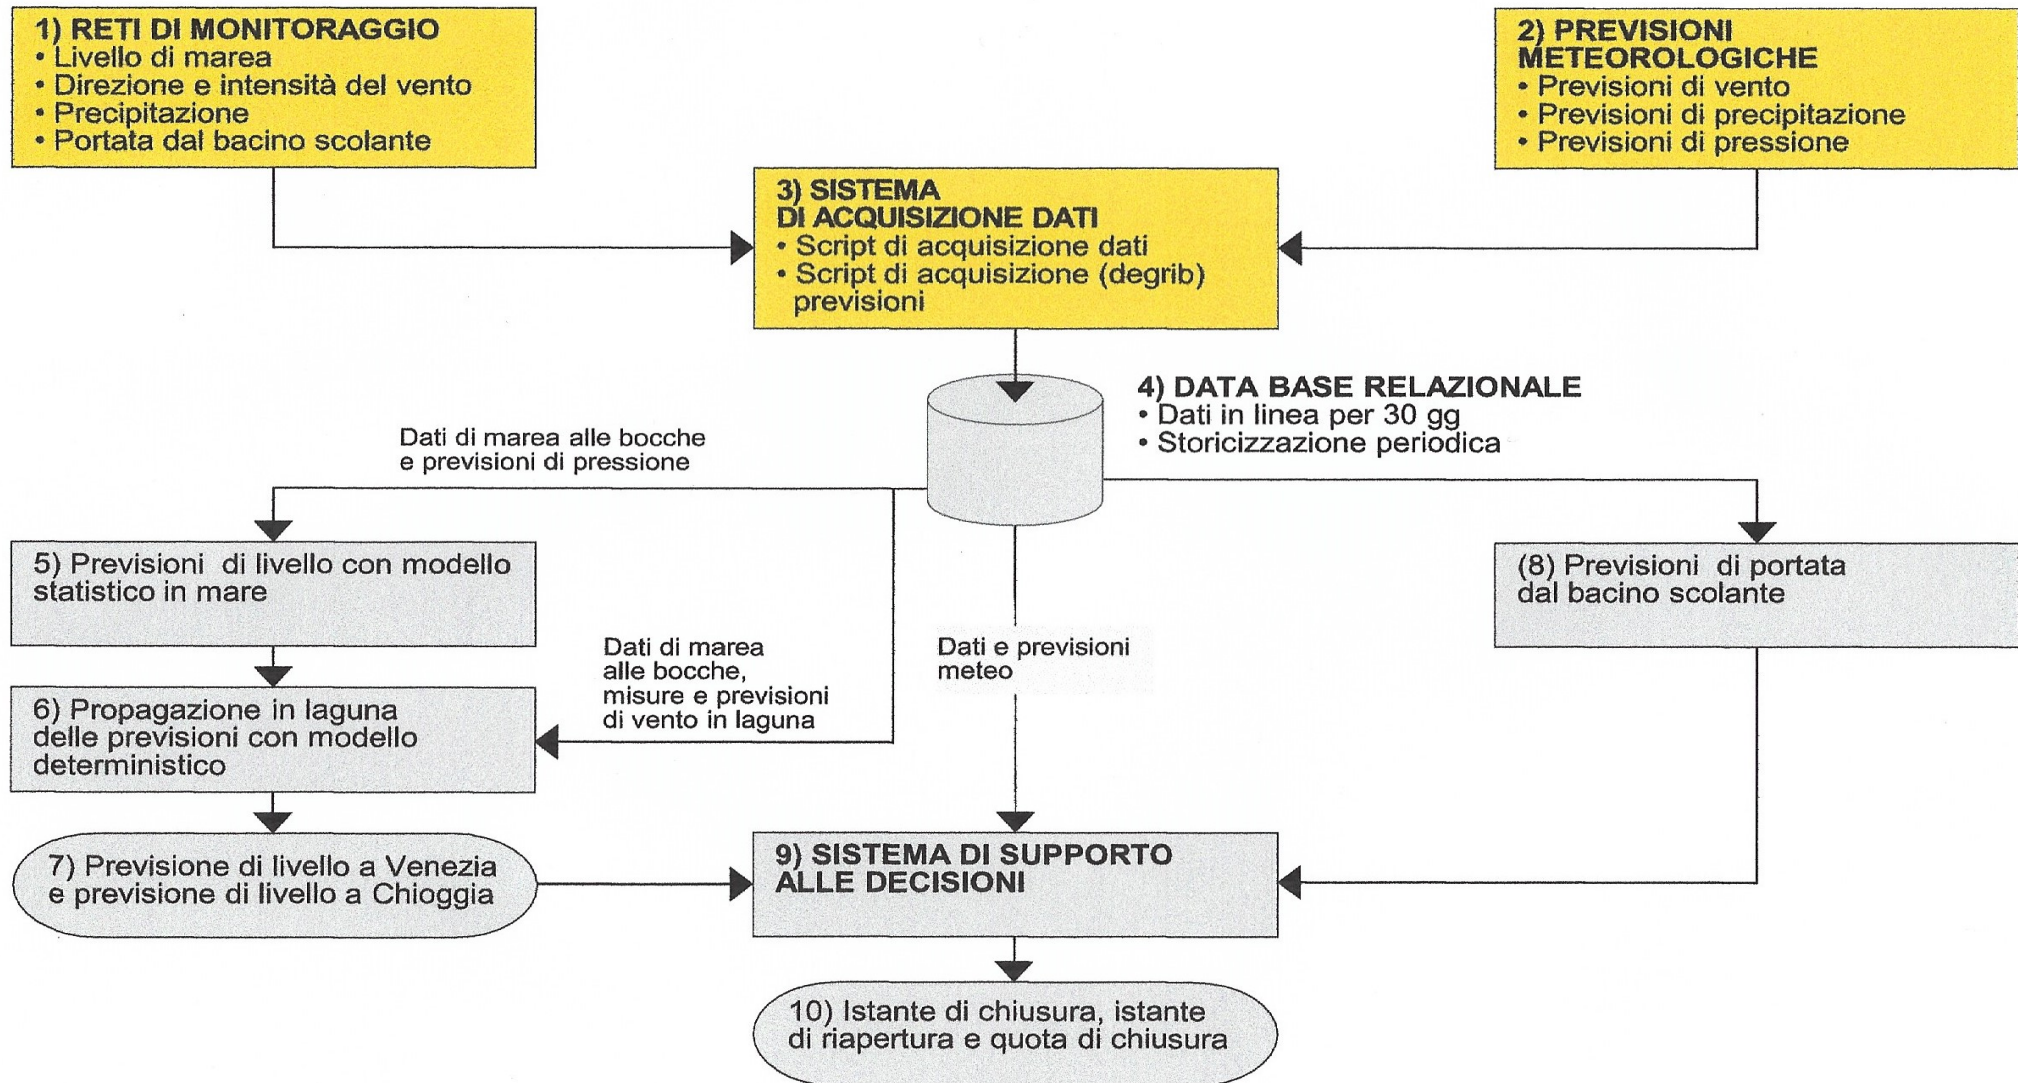 1) RETI DI MONITORAGGIO
• Livello di marea
• Direzione e intensità del vento
• Precipitazione
• Portata dal bacino scolante
2) PREVISIONI
METEOROLOGICHE
• Previsioni di vento
• Previsioni di precipitazione
• Previsioni di pressione
3) SISTEMA
DI ACQUISIZIONE DATI
• Script di acquisizione dati
• Script di acquisizione (degrib)
previsioni
4) DATA BASE RELAZIONALE
• Dati in linea per 30 gg
• Storicizzazione periodica
Dati di marea alle bocche
e previsioni di pressione
5) Previsioni di livello con modello
statistico in mare
(8) Previsioni di portata
dal bacino scolante
Dati di marea
alle bocche,
misure e previsioni
di vento in laguna
Dati e previsioni
meteo
6) Propagazione in laguna
delle previsioni con modello
deterministico
7) Previsione di livello a Venezia
e previsione di livello a Chioggia
9) SISTEMA DI SUPPORTO
ALLE DECISIONI
10) Istante di chiusura, istante
di riapertura e quota di chiusura